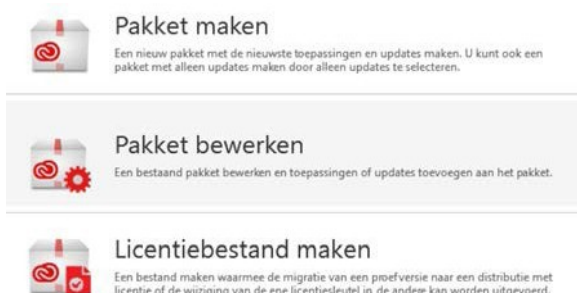 Pakket maken
Een nieuw pakket met de nieuwste toepassingen en updates maken. U kunt ook een
pakket met alleen updates maken door alleen updates te selecteren.
Pakket bewerken
Een bestaand pakket bewerken en toepassingen of updates toevoegen aan het pakket.
Licentiebestand maken
Een bestand maken waarmee de migratie van een proefversie naar een distributie met
licentie of de wijziging van de ene licentiesleutel in de andere kan worden uitgevoerd.